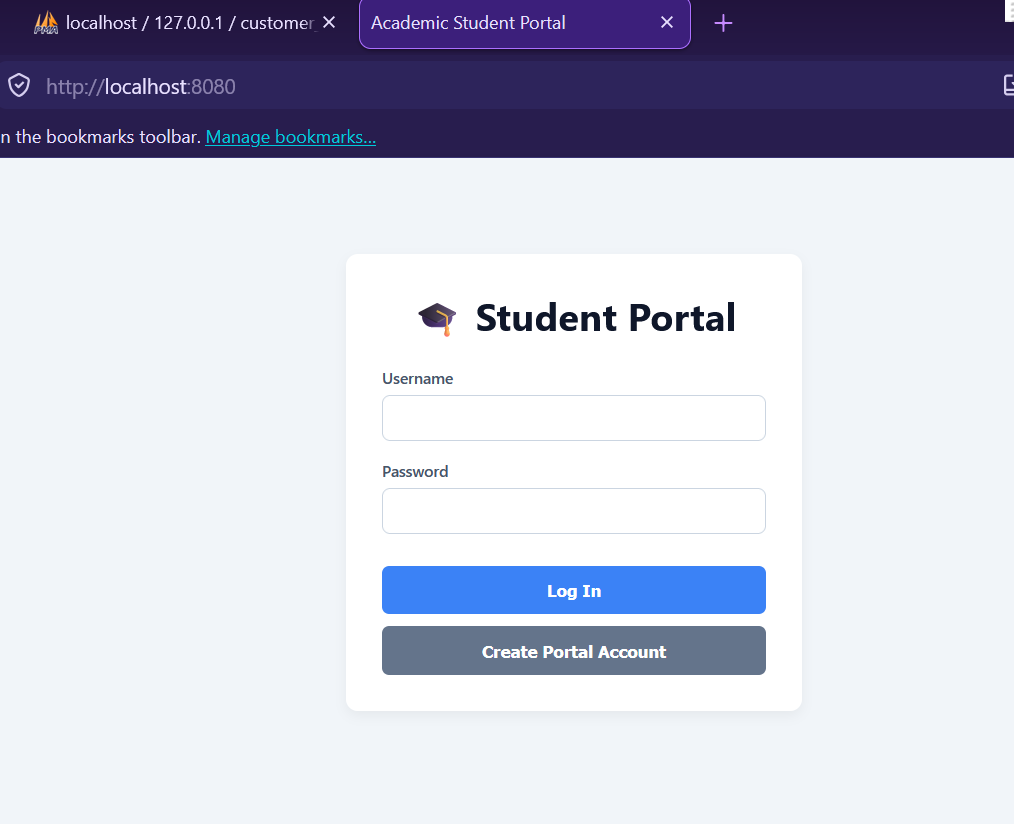 localhost / 127.0.0.1 / customer_
Academic Student Portal
http://localhost:8080
n the bookmarks toolbar. Manage bookmarks...
Student Portal
Username
Password
Log In
Create Portal Account